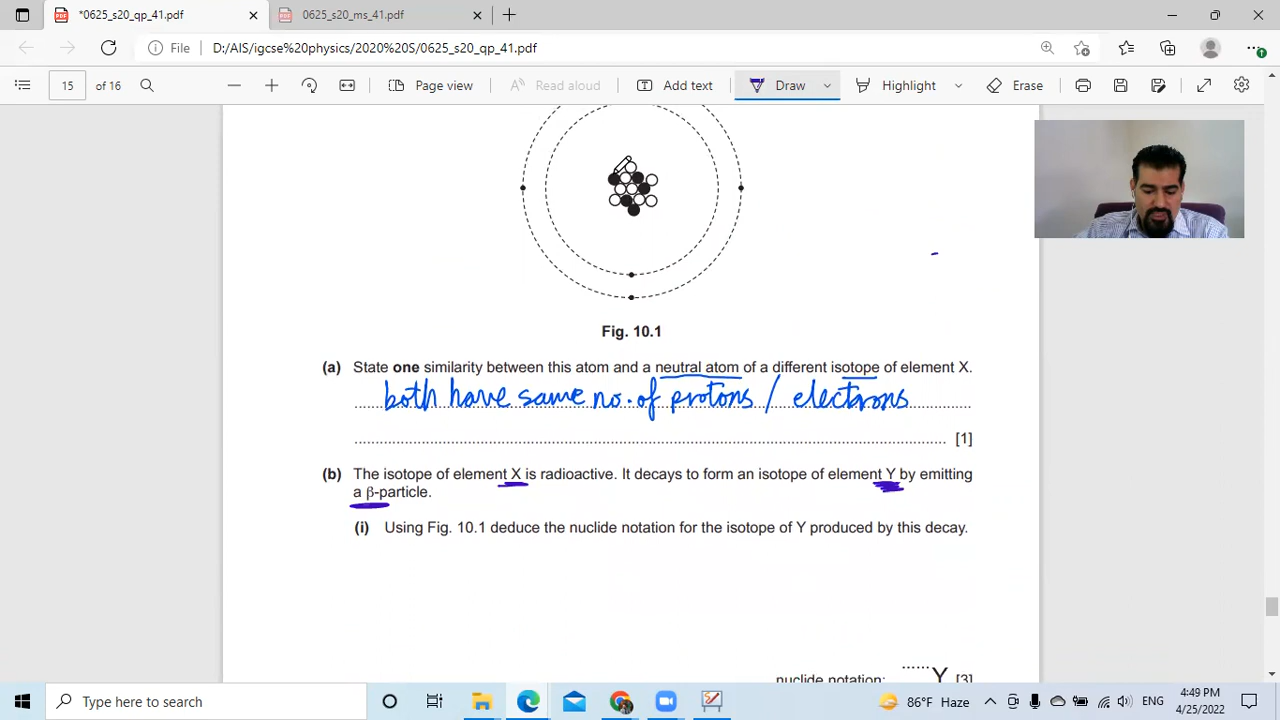 *0625_s20_qp_41.pdf
0625_s20_ms_41.pdf
File D:/AIS/igcse%20physics/2020%20S/0625_s20_qp_41.pdf
15 of 16
Page view
Read aloud
Add text
Draw
Highlight
Erase
Fig. 10.1
(a) State one similarity between this atom and a neutral atom of a different isotope of element X.
both have same no. of protons / electrons
[1]
(b) The isotope of element X is radioactive. It decays to form an isotope of element Y by emitting
a β-particle.
(i) Using Fig. 10.1 deduce the nuclide notation for the isotope of Y produced by this decay.
nuclide notation: ......Y [3]
Type here to search
86°F Haze
ENG
4:49 PM
4/25/2022